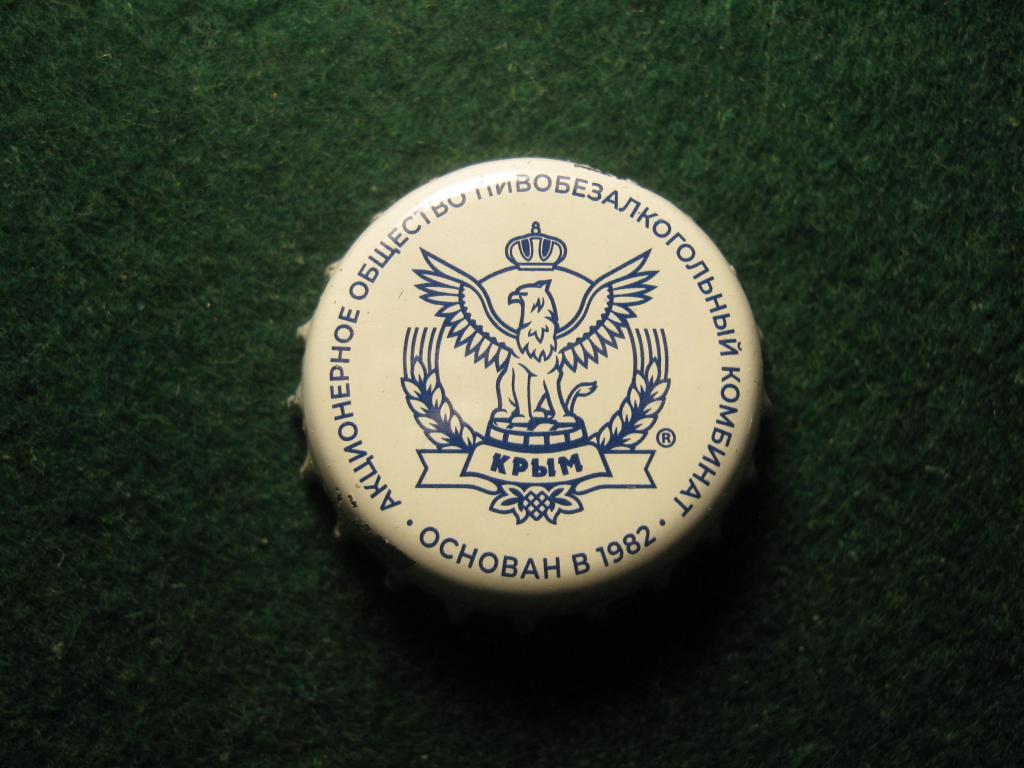 АКЦИОНЕРНОЕ ОБЩЕСТВО ПИВОБЕЗАЛКОГОЛЬНЫЙ КОМБИНАТ
КРЫМ
®
• ОСНОВАН В 1982 •